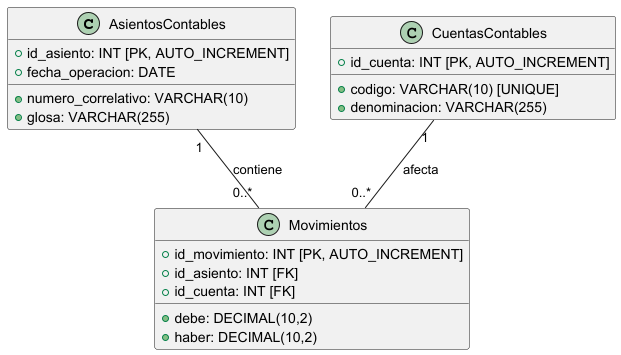 C AsientosContables
id_asiento: INT [PK, AUTO_INCREMENT]
fecha_operacion: DATE
numero_correlativo: VARCHAR(10)
glosa: VARCHAR(255)
C CuentasContables
id_cuenta: INT [PK, AUTO_INCREMENT]
codigo: VARCHAR(10) [UNIQUE]
denominacion: VARCHAR(255)
1
1
contiene
afecta
0..*
0..*
C Movimientos
id_movimiento: INT [PK, AUTO_INCREMENT]
id_asiento: INT [FK]
id_cuenta: INT [FK]
debe: DECIMAL(10,2)
haber: DECIMAL(10,2)